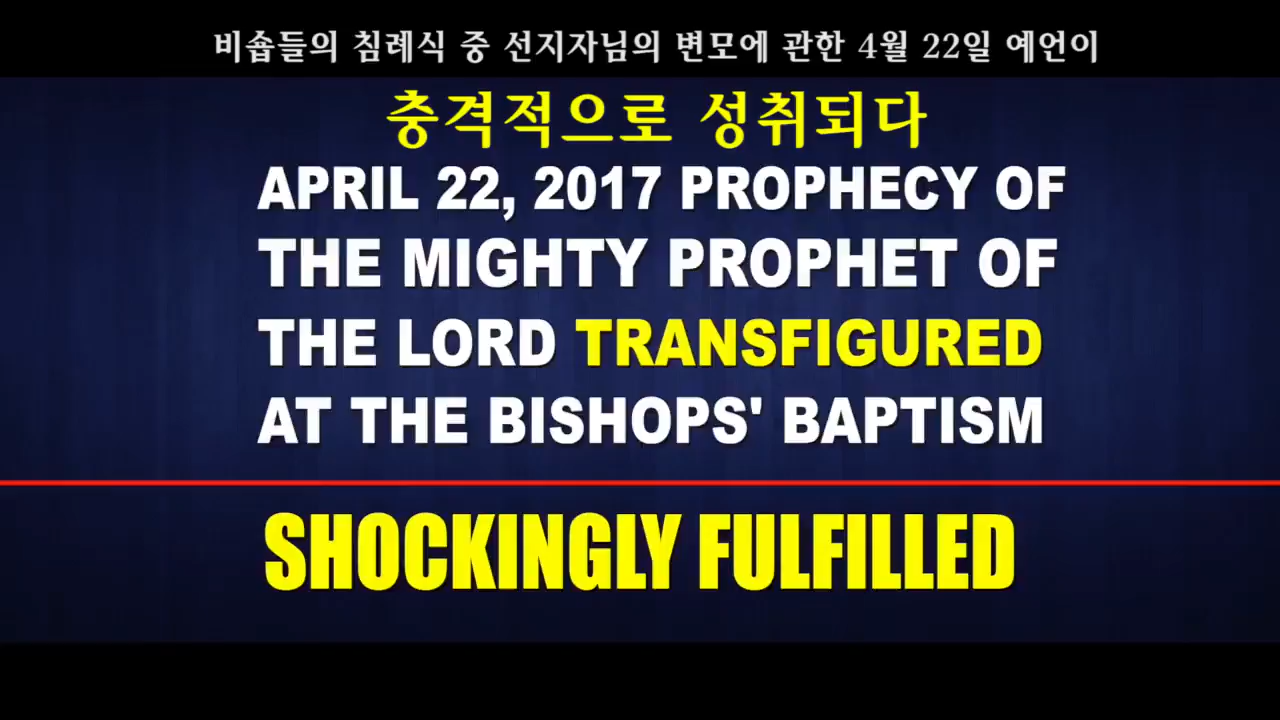 비숍들의 침례식 중 선지자님의 변모에 관한 4월 22일 예언이
충격적으로 성취되다
APRIL 22, 2017 PROPHECY OF
THE MIGHTY PROPHET OF
THE LORD TRANSFIGURED
AT THE BISHOPS' BAPTISM
SHOCKINGLY FULFILLED